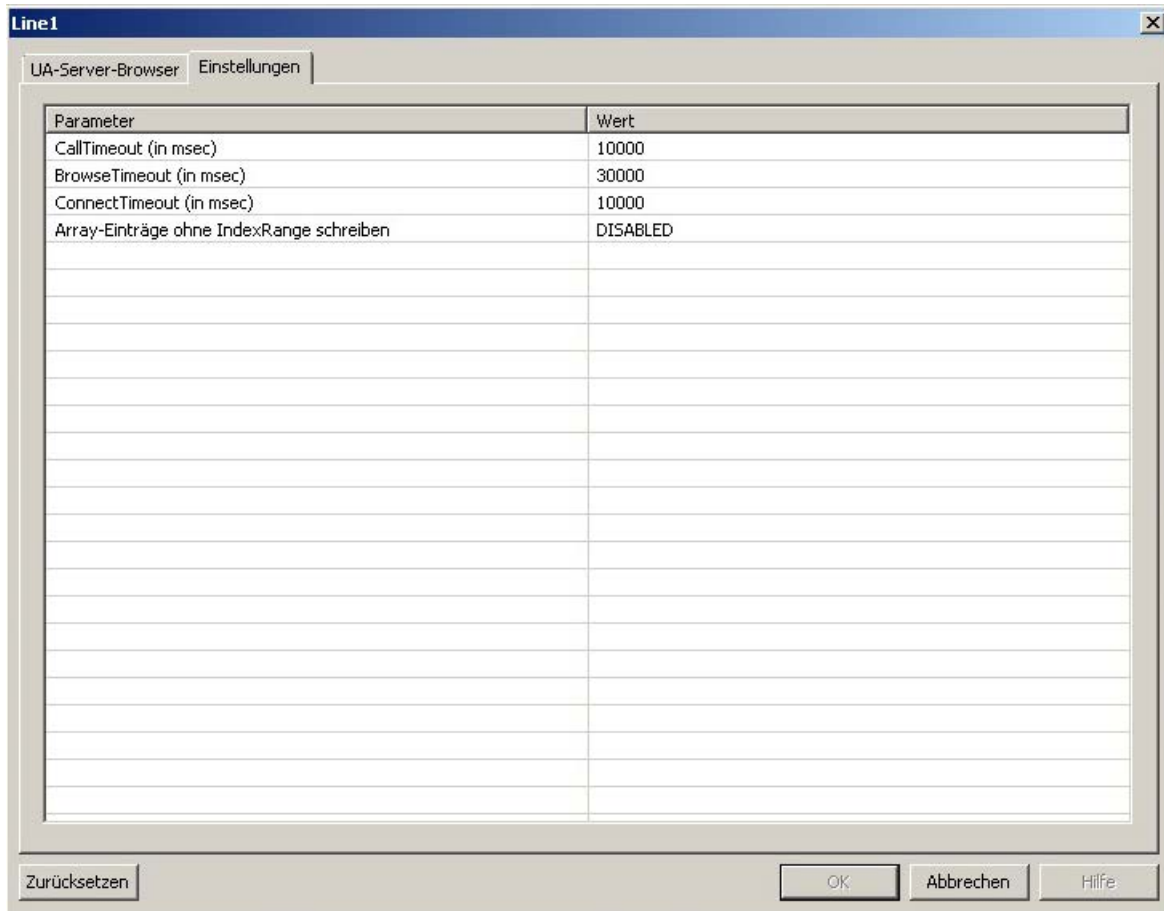 Line1
UA-Server-Browser Einstellungen
Parameter Wert
CallTimeout (in msec) 10000
BrowseTimeout (in msec) 30000
ConnectTimeout (in msec) 10000
Array-Einträge ohne IndexRange schreiben DISABLED
Zurücksetzen OK Abbrechen Hilfe